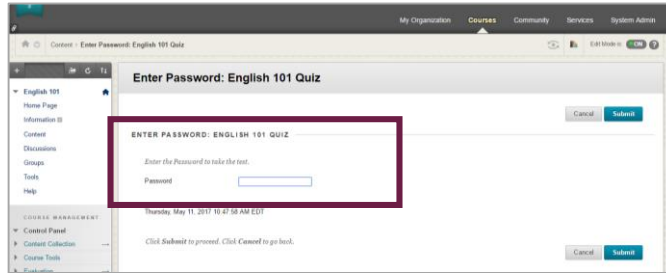 My Organization Courses Community Services System Admin
Content Enter Password: English 101 Quiz Edit Mode is: ON ?
Enter Password: English 101 Quiz
English 101
Home Page
Information
Content
Discussions
Groups
Tools
Help
COURSE MANAGEMENT
Control Panel
Content Collection
Course Tools
Evaluation
Cancel Submit
ENTER PASSWORD: ENGLISH 101 QUIZ
Enter the Password to take the test.
Password
Thursday, May 11, 2017 10:47:58 AM EDT
Click Submit to proceed. Click Cancel to go back.
Cancel Submit